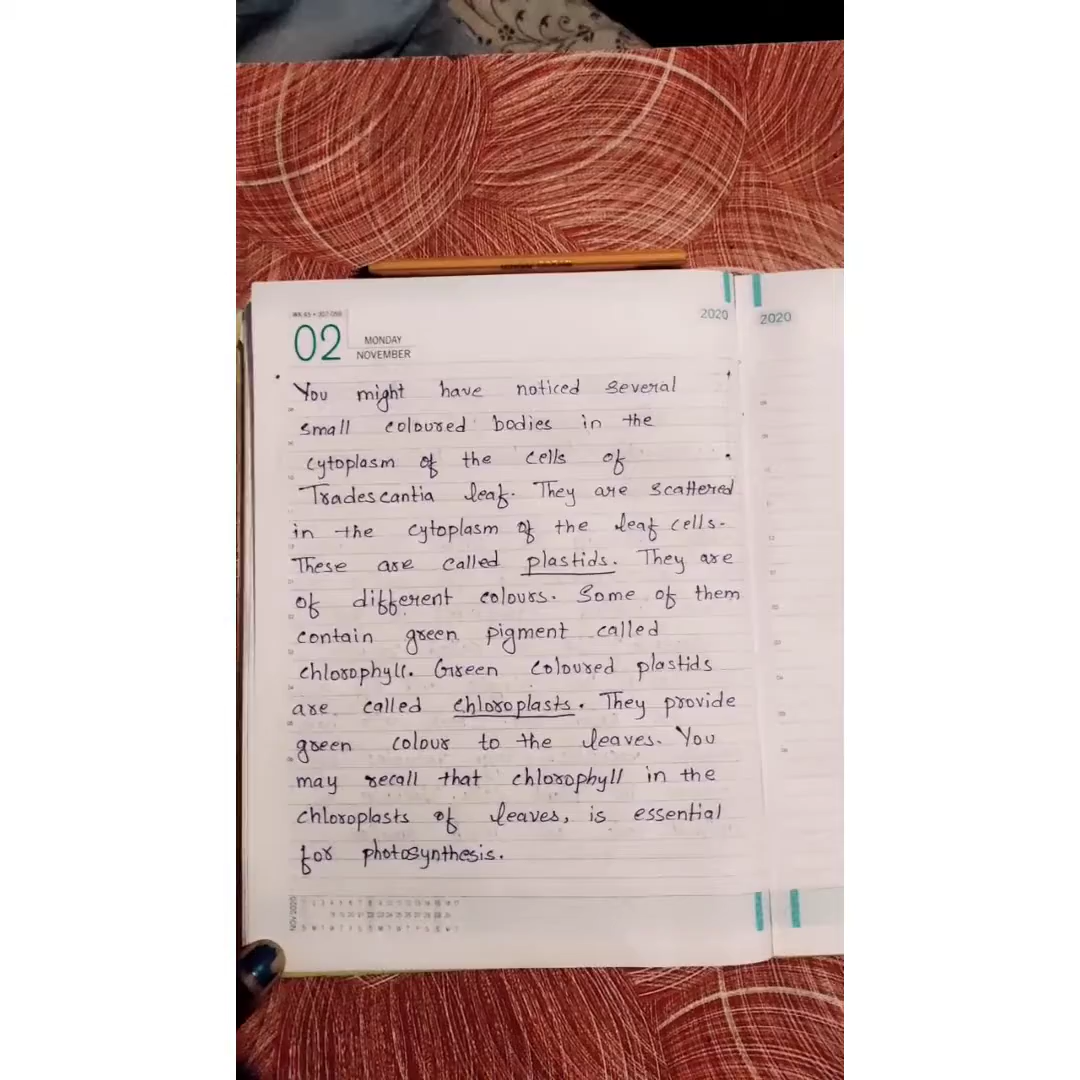 02
MONDAY
NOVEMBER
2020
2020
You might have noticed several
small coloured bodies in the
cytoplasm of the cells of
Tradescantia leaf. They are scattered
in the cytoplasm of the leaf cells.
These are called plastids. They are
of different colours. Some of them
contain green pigment called
chlorophyll. Green coloured plastids
are called chloroplasts. They provide
green colour to the leaves. You
may recall that chlorophyll in the
chloroplasts of leaves, is essential
for photosynthesis.
NOV 2020